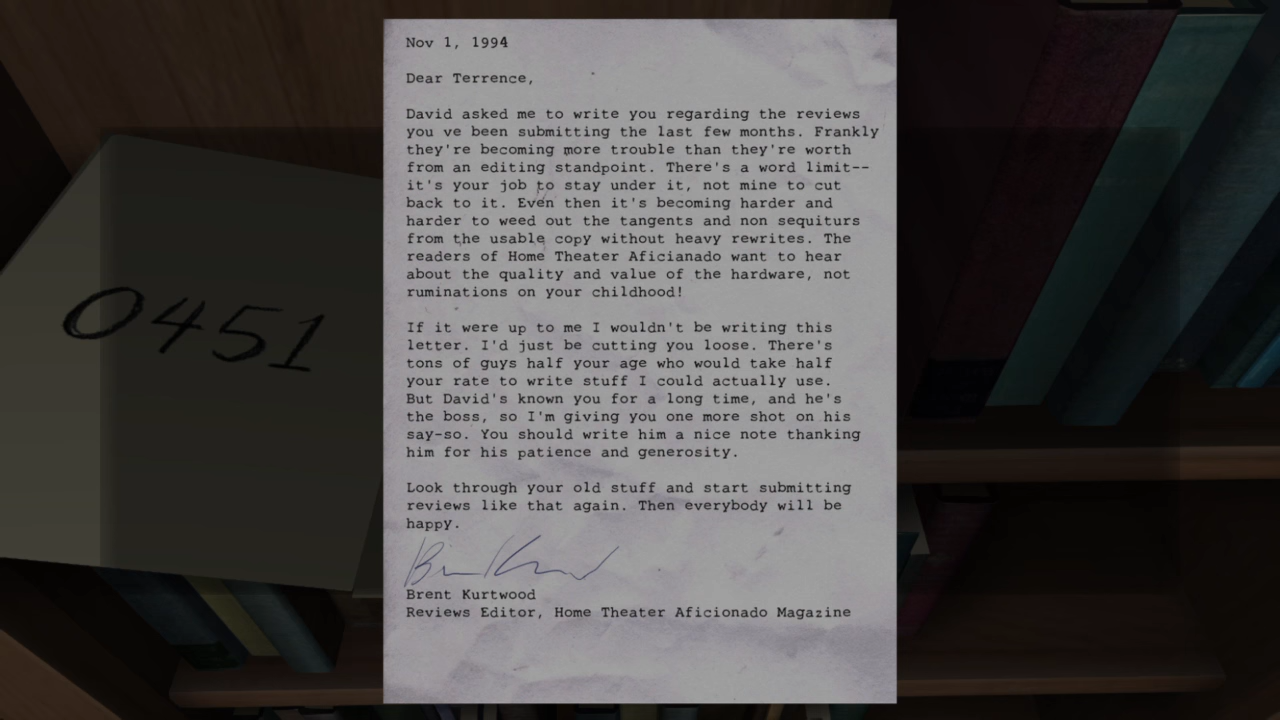 Nov 1, 1994
Dear Terrence,
David asked me to write you regarding the reviews
you ve been submitting the last few months. Frankly
they're becoming more trouble than they're worth
from an editing standpoint. There's a word limit--
it's your job to stay under it, not mine to cut
back to it. Even then it's becoming harder and
harder to weed out the tangents and non sequiturs
from the usable copy without heavy rewrites. The
readers of Home Theater Aficianado want to hear
about the quality and value of the hardware, not
ruminations on your childhood!
If it were up to me I wouldn't be writing this
letter. I'd just be cutting you loose. There's
tons of guys half your age who would take half
your rate to write stuff I could actually use.
But David's known you for a long time, and he's
the boss, so I'm giving you one more shot on his
say-so. You should write him a nice note thanking
him for his patience and generosity.
Look through your old stuff and start submitting
reviews like that again. Then everybody will be
happy.
Brent Kurtwood
Reviews Editor, Home Theater Aficionado Magazine
0451